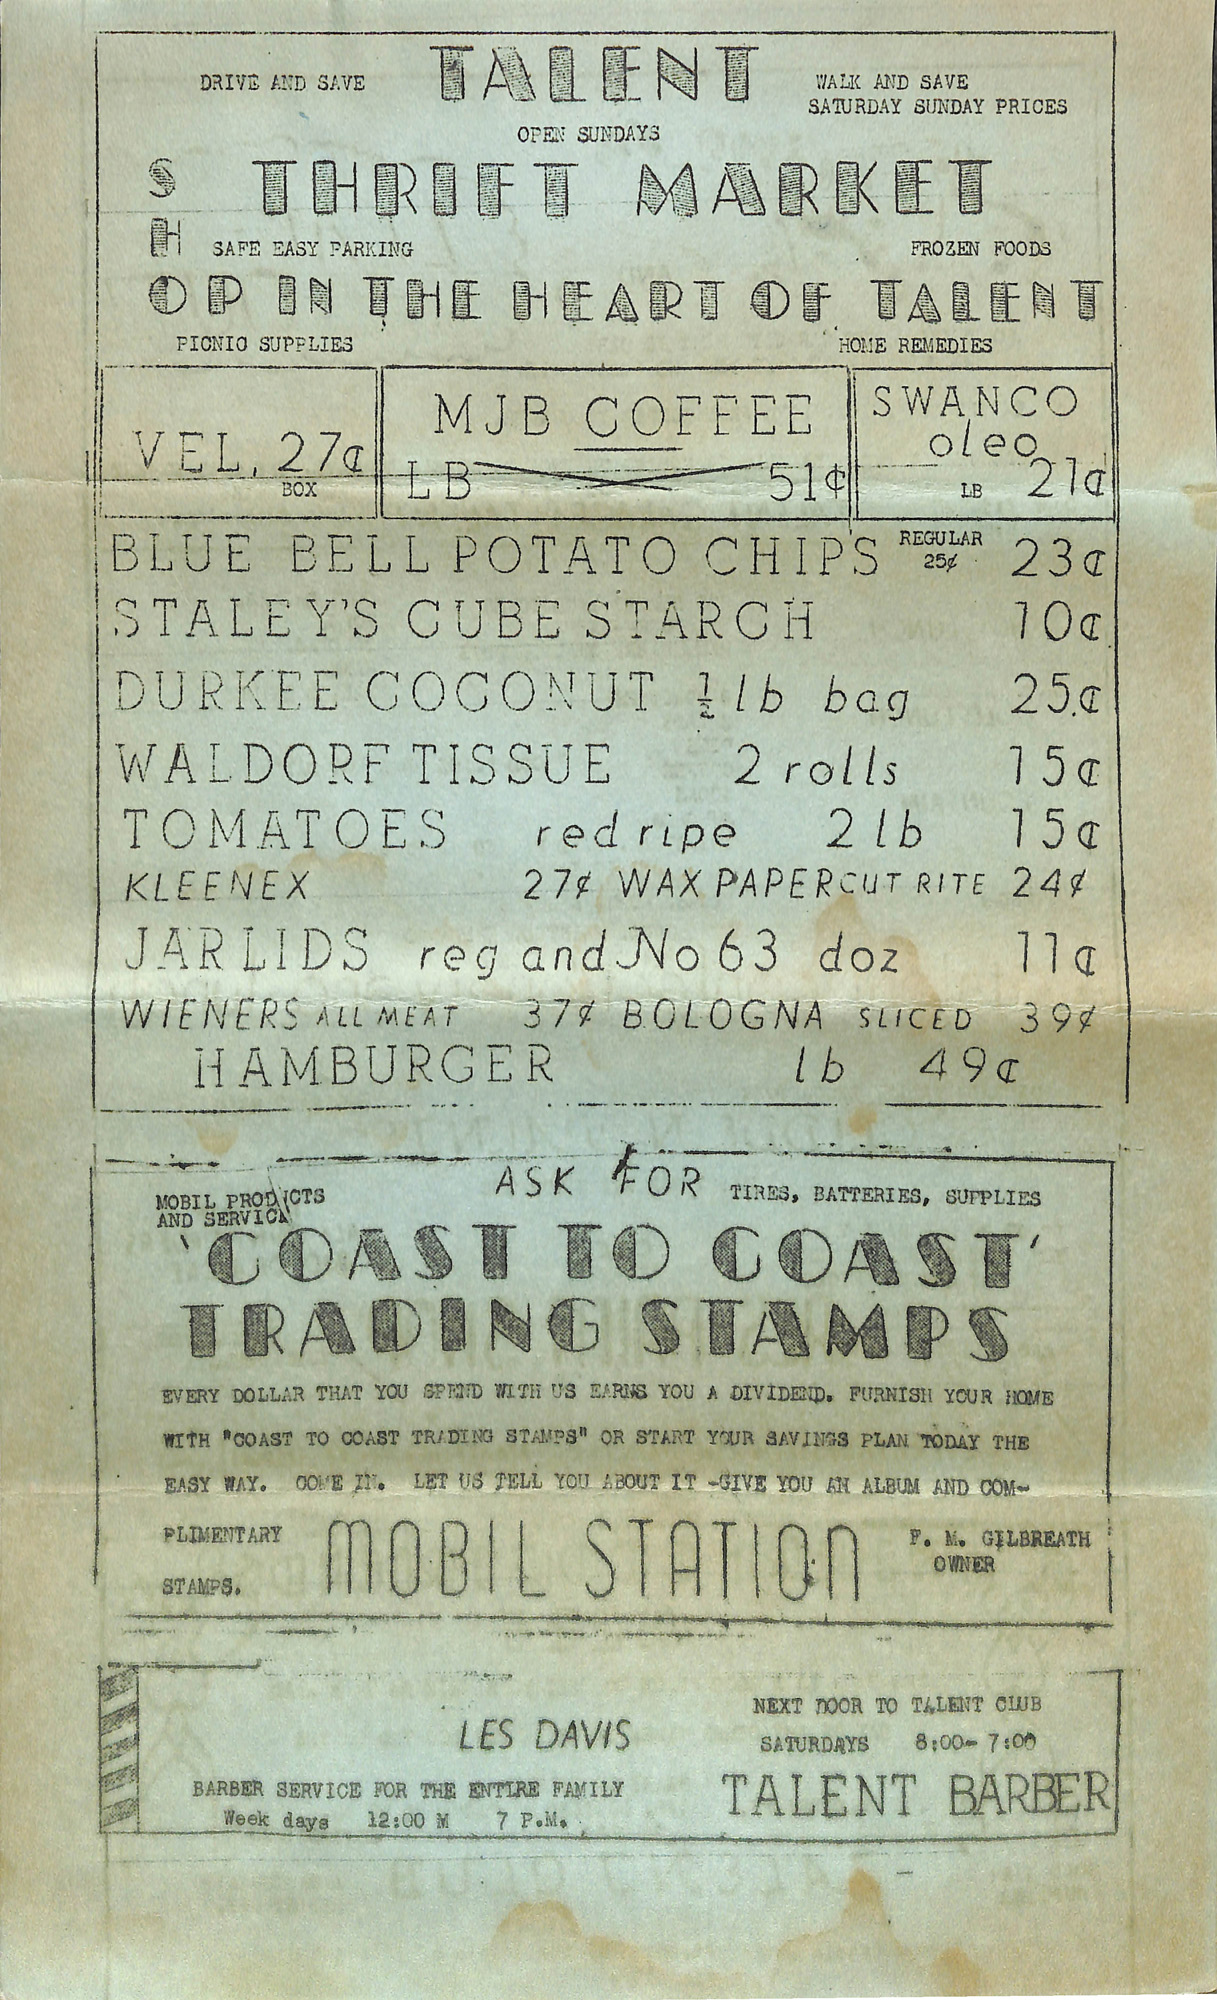 DRIVE AND SAVE TALENT WALK AND SAVE
SATURDAY SUNDAY PRICES
OPEN SUNDAYS
THRIFT MARKET
SAFE EASY PARKING FROZEN FOODS
SHOP IN THE HEART OF TALENT
PICNIC SUPPLIES HOME REMEDIES
VEL. 27¢
BOX
MJB COFFEE
LB 51¢
SWANCO
oleo
LB 21¢
BLUE BELL POTATO CHIPS REGULAR 25¢ 23¢
STALEY'S CUBE STARCH 10¢
DURKEE COCONUT ½ lb bag 25¢
WALDORF TISSUE 2 rolls 15¢
TOMATOES red ripe 2 lb 15¢
KLEENEX 27¢ WAX PAPER CUT RITE 24¢
JAR LIDS reg and No 63 doz 11¢
WIENERS ALL MEAT 37¢ BOLOGNA SLICED 39¢
HAMBURGER lb 49¢
ASK FOR
MOBIL PRODUCTS
AND SERVICE
TIRES, BATTERIES, SUPPLIES
'COAST TO COAST'
TRADING STAMPS
EVERY DOLLAR THAT YOU SPEND WITH US EARNS YOU A DIVIDEND. FURNISH YOUR HOME
WITH "COAST TO COAST TRADING STAMPS" OR START YOUR SAVINGS PLAN TODAY THE
EASY WAY. COME IN. LET US TELL YOU ABOUT IT -GIVE YOU AN ALBUM AND COM-
PLIMENTARY
STAMPS.
MOBIL STATION
F. M. GILBREATH
OWNER
LES DAVIS
BARBER SERVICE FOR THE ENTIRE FAMILY
Week days 12:00 M 7 P.M.
NEXT DOOR TO TALENT CLUB
SATURDAYS 8:00- 7:00
TALENT BARBER